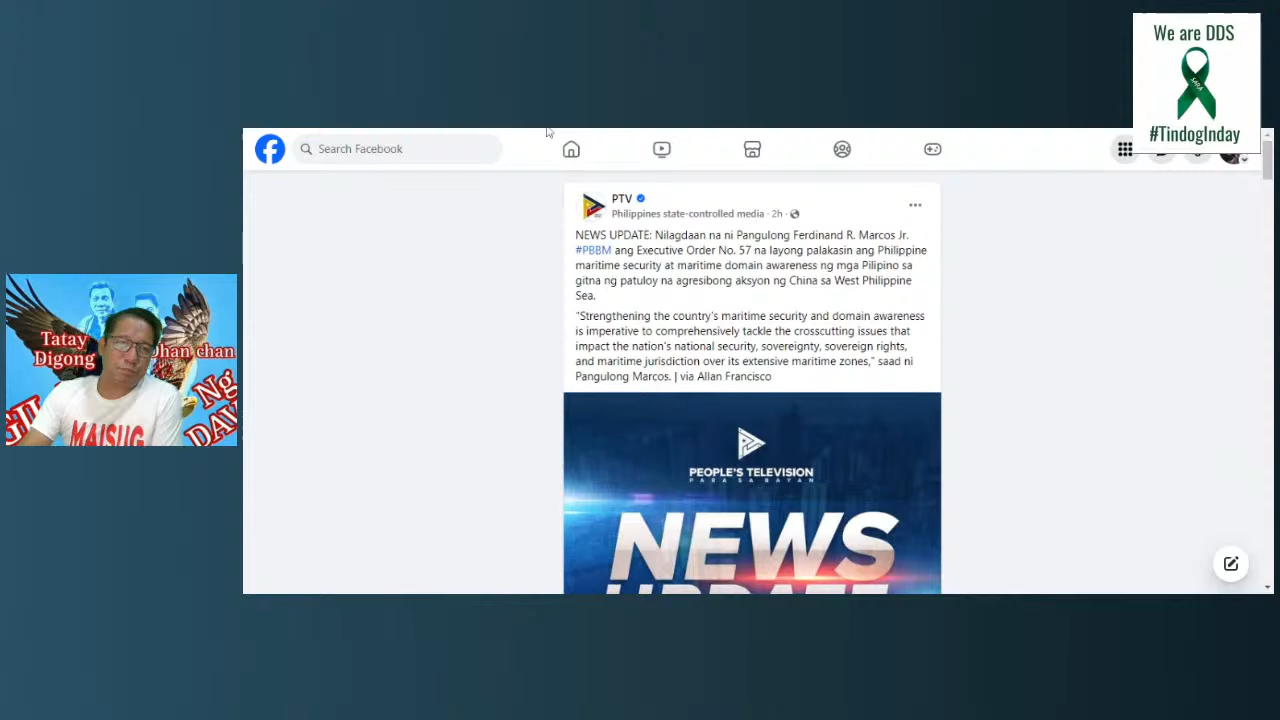 We are DDS
SARA
#TindogInday
Search Facebook
PTV
Philippines state-controlled media · 2h ·
NEWS UPDATE: Nilagdaan na ni Pangulong Ferdinand R. Marcos Jr.
#PBBM ang Executive Order No. 57 na layong palakasin ang Philippine
maritime security at maritime domain awareness ng mga Pilipino sa
gitna ng patuloy na agresibong aksyon ng China sa West Philippine
Sea.
"Strengthening the country's maritime security and domain awareness
is imperative to comprehensively tackle the crosscutting issues that
impact the nation's national security, sovereignty, sovereign rights,
and maritime jurisdiction over its extensive maritime zones," saad ni
Pangulong Marcos. | via Allan Francisco
PEOPLE'S TELEVISION
PARA SA BAYAN
NEWS
UPDATE
Tatay
Digong
Dhan chan
Ng
MAISUG